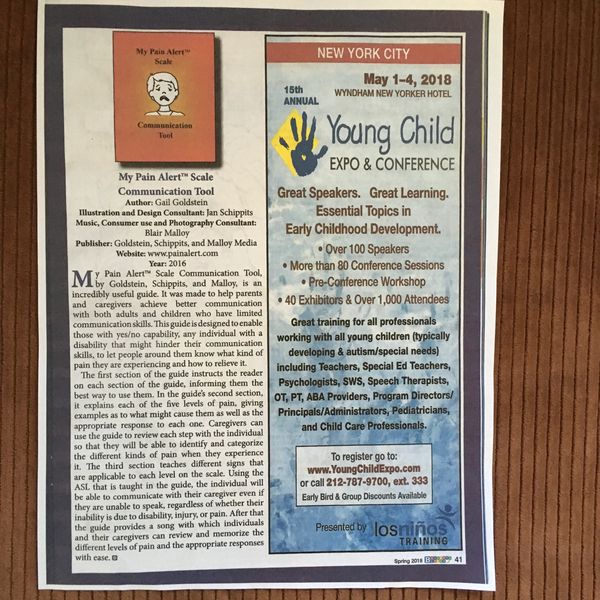 My Pain Alert™
Scale
Communication
Tool
My Pain Alert™ Scale
Communication Tool
Author: Gail Goldstein
Illustration and Design Consultant: Jan Schippits
Music, Consumer use and Photography Consultant:
Blair Malloy
Publisher: Goldstein, Schippits, and Malloy Media
Website: www.painalert.com
Year: 2016
My Pain Alert™ Scale Communication Tool,
by Goldstein, Schippits, and Malloy, is an
incredibly useful guide. It was made to help parents
and caregivers achieve better communication
with both adults and children who have limited
communication skills. This guide is designed to enable
those with yes/no capability, any individual with a
disability that might hinder their communication
skills, to let people around them know what kind of
pain they are experiencing and how to relieve it.
The first section of the guide instructs the reader
on each section of the guide, informing them the
best way to use them. In the guide's second section,
it explains each of the five levels of pain, giving
examples as to what might cause them as well as the
appropriate response to each one. Caregivers can
use the guide to review each step with the individual
so that they will be able to identify and categorize
the different kinds of pain when they experience
it. The third section teaches different signs that
are applicable to each level on the scale. Using the
ASL that is taught in the guide, the individual will
be able to communicate with their caregiver even if
they are unable to speak, regardless of whether their
inability is due to disability, injury, or pain. After that
the guide provides a song with which individuals
and their caregivers can review and memorize the
different levels of pain and the appropriate responses
with ease.
NEW YORK CITY
May 1-4, 2018
WYNDHAM NEW YORKER HOTEL
15th
ANNUAL
Young Child
EXPO & CONFERENCE
Great Speakers. Great Learning.
Essential Topics in
Early Childhood Development.
• Over 100 Speakers
• More than 80 Conference Sessions
• Pre-Conference Workshop
• 40 Exhibitors & Over 1,000 Attendees
Great training for all professionals
working with all young children (typically
developing & autism/special needs)
including Teachers, Special Ed Teachers,
Psychologists, SWS, Speech Therapists,
OT, PT, ABA Providers, Program Directors/
Principals/Administrators, Pediatricians,
and Child Care Professionals.
To register go to:
www.YoungChildExpo.com
or call 212-787-9700, ext. 333
Early Bird & Group Discounts Available
Presented by losniños
TRAINING
Spring 2018 41